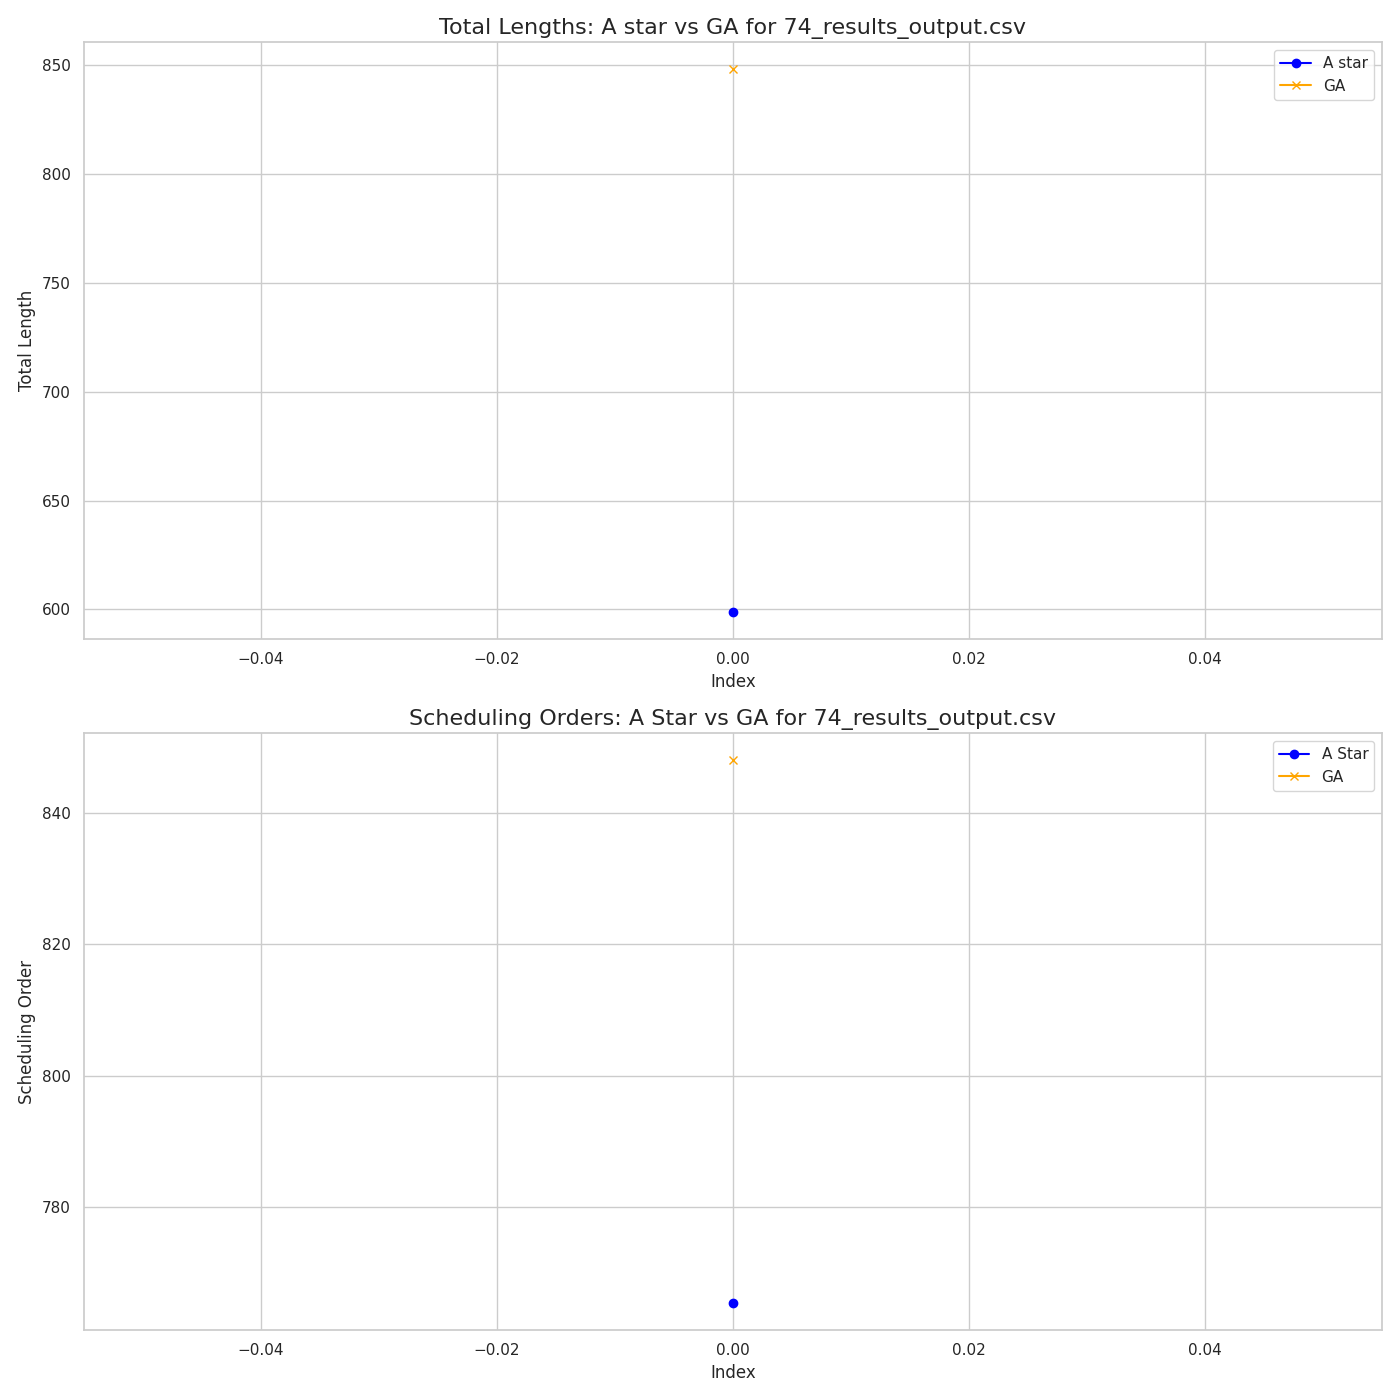 Total Lengths: A star vs GA for 74_results_output.csv
850
800
750
700
650
600
Total Length
A star
GA
−0.04
−0.02
0.00
0.02
0.04
Index
Scheduling Orders: A Star vs GA for 74_results_output.csv
840
820
800
780
Scheduling Order
A Star
GA
−0.04
−0.02
0.00
0.02
0.04
Index